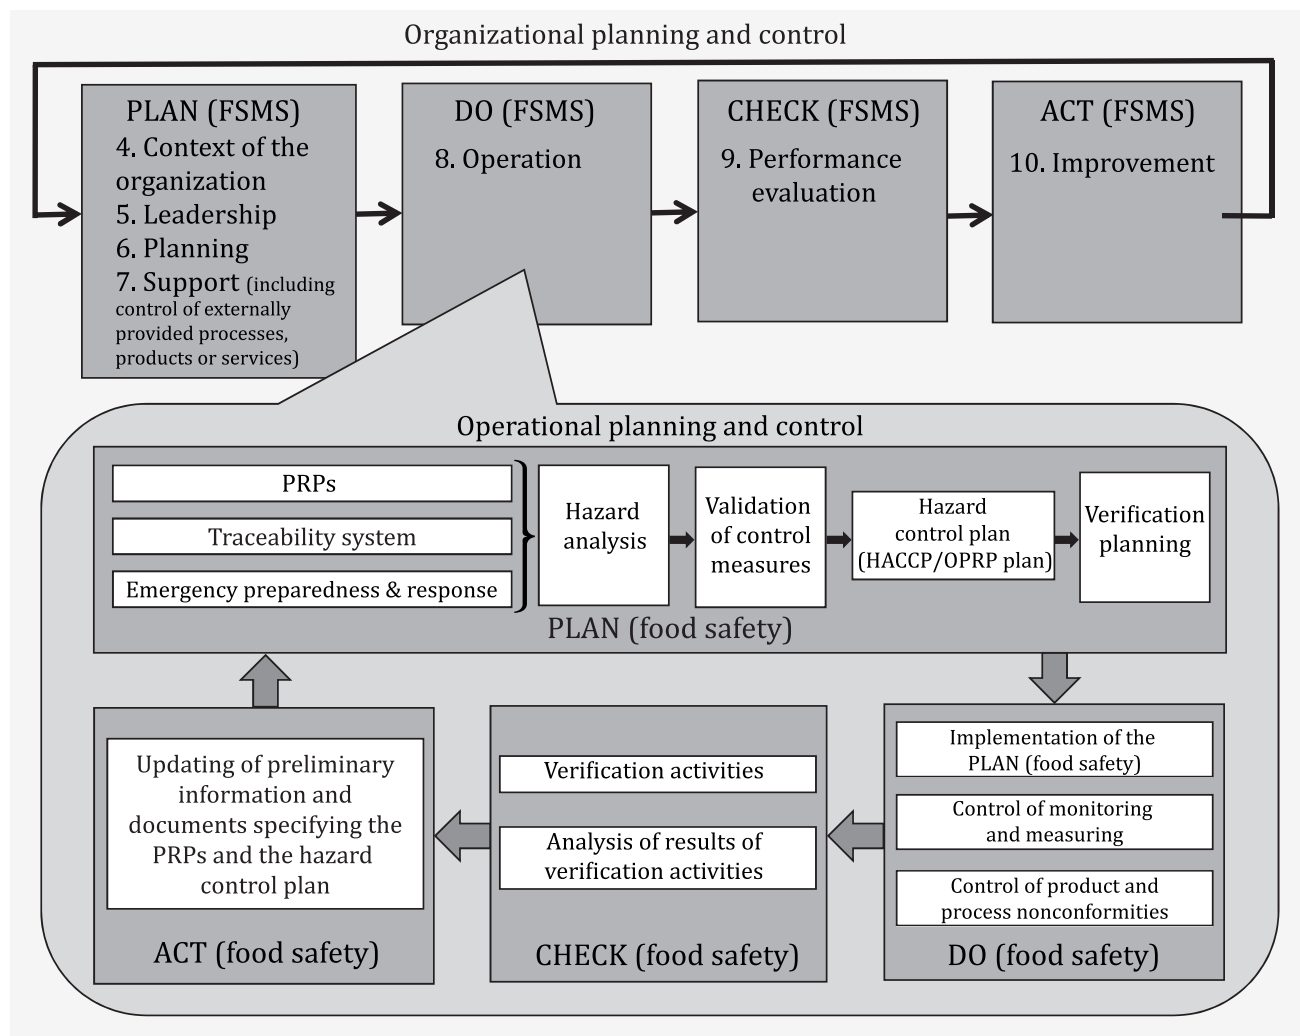 Organizational planning and control
PLAN (FSMS)
4. Context of the
organization
5. Leadership
6. Planning
7. Support (including
control of externally
provided processes,
products or services)
DO (FSMS)
8. Operation
CHECK (FSMS)
9. Performance
evaluation
ACT (FSMS)
10. Improvement
Operational planning and control
PRPs
Traceability system
Emergency preparedness & response
Hazard
analysis
Validation
of control
measures
Hazard
control plan
(HACCP/OPRP plan)
Verification
planning
PLAN (food safety)
Implementation of the
PLAN (food safety)
Control of monitoring
and measuring
Control of product and
process nonconformities
DO (food safety)
Verification activities
Analysis of results of
verification activities
CHECK (food safety)
Updating of preliminary
information and
documents specifying the
PRPs and the hazard
control plan
ACT (food safety)